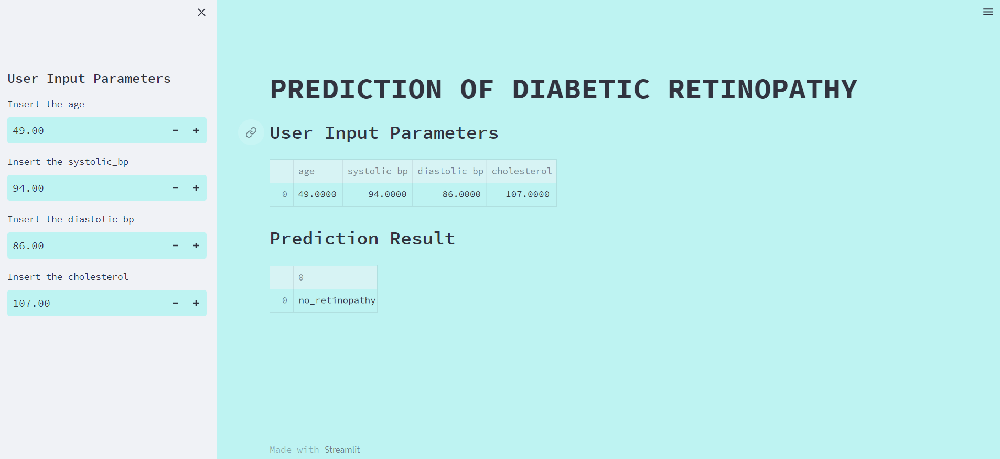 User Input Parameters
Insert the age
49.00
Insert the systolic_bp
94.00
Insert the diastolic_bp
86.00
Insert the cholesterol
107.00
PREDICTION OF DIABETIC RETINOPATHY
User Input Parameters
age systolic_bp diastolic_bp cholesterol
0 49.0000 94.0000 86.0000 107.0000
Prediction Result
0
0 no_retinopathy
Made with Streamlit